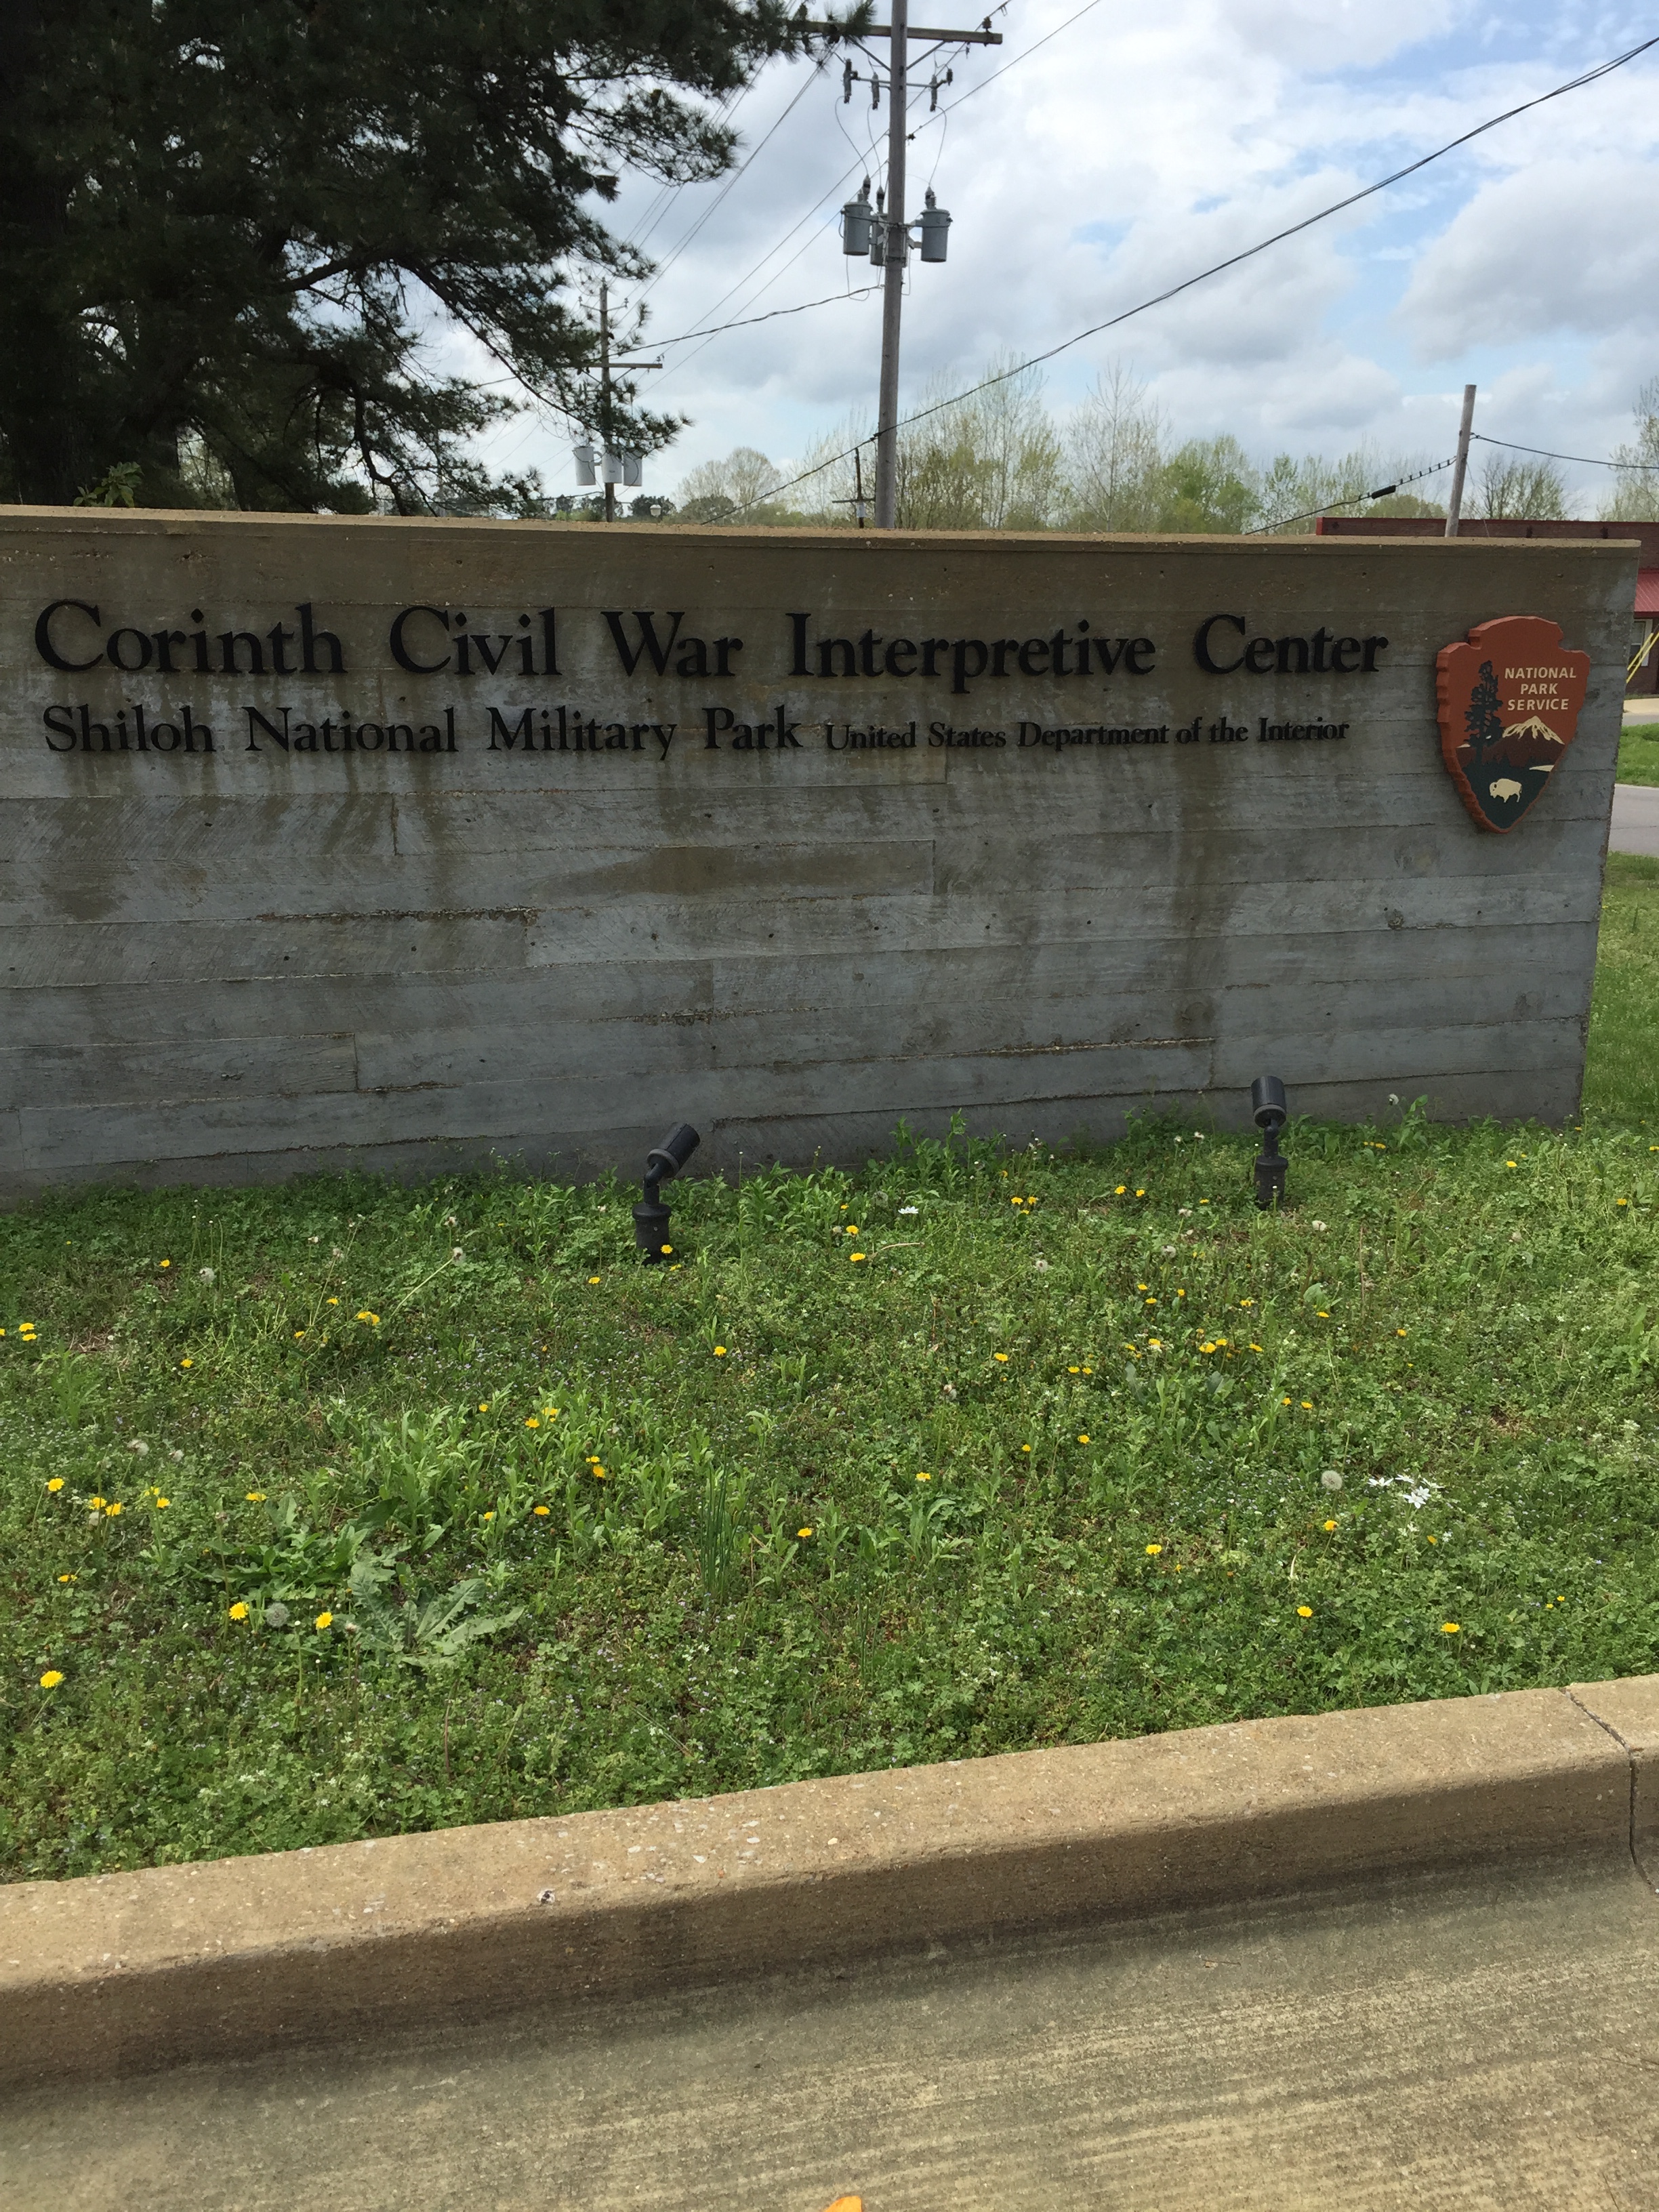 Corinth Civil War Interpretive Center
Shiloh National Military Park United States Department of the Interior
NATIONAL
PARK
SERVICE